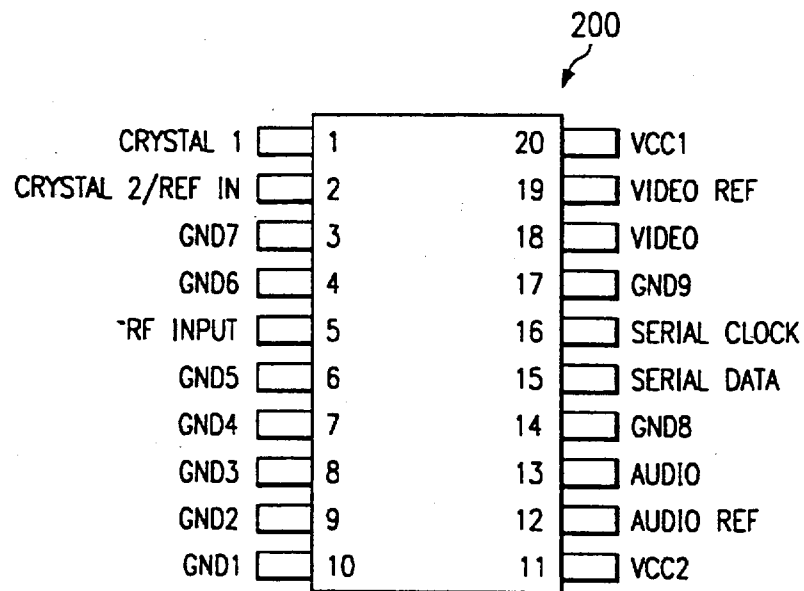 200
CRYSTAL 1 1 20 VCC1
CRYSTAL 2/REF IN 2 19 VIDEO REF
GND7 3 18 VIDEO
GND6 4 17 GND9
RF INPUT 5 16 SERIAL CLOCK
GND5 6 15 SERIAL DATA
GND4 7 14 GND8
GND3 8 13 AUDIO
GND2 9 12 AUDIO REF
GND1 10 11 VCC2